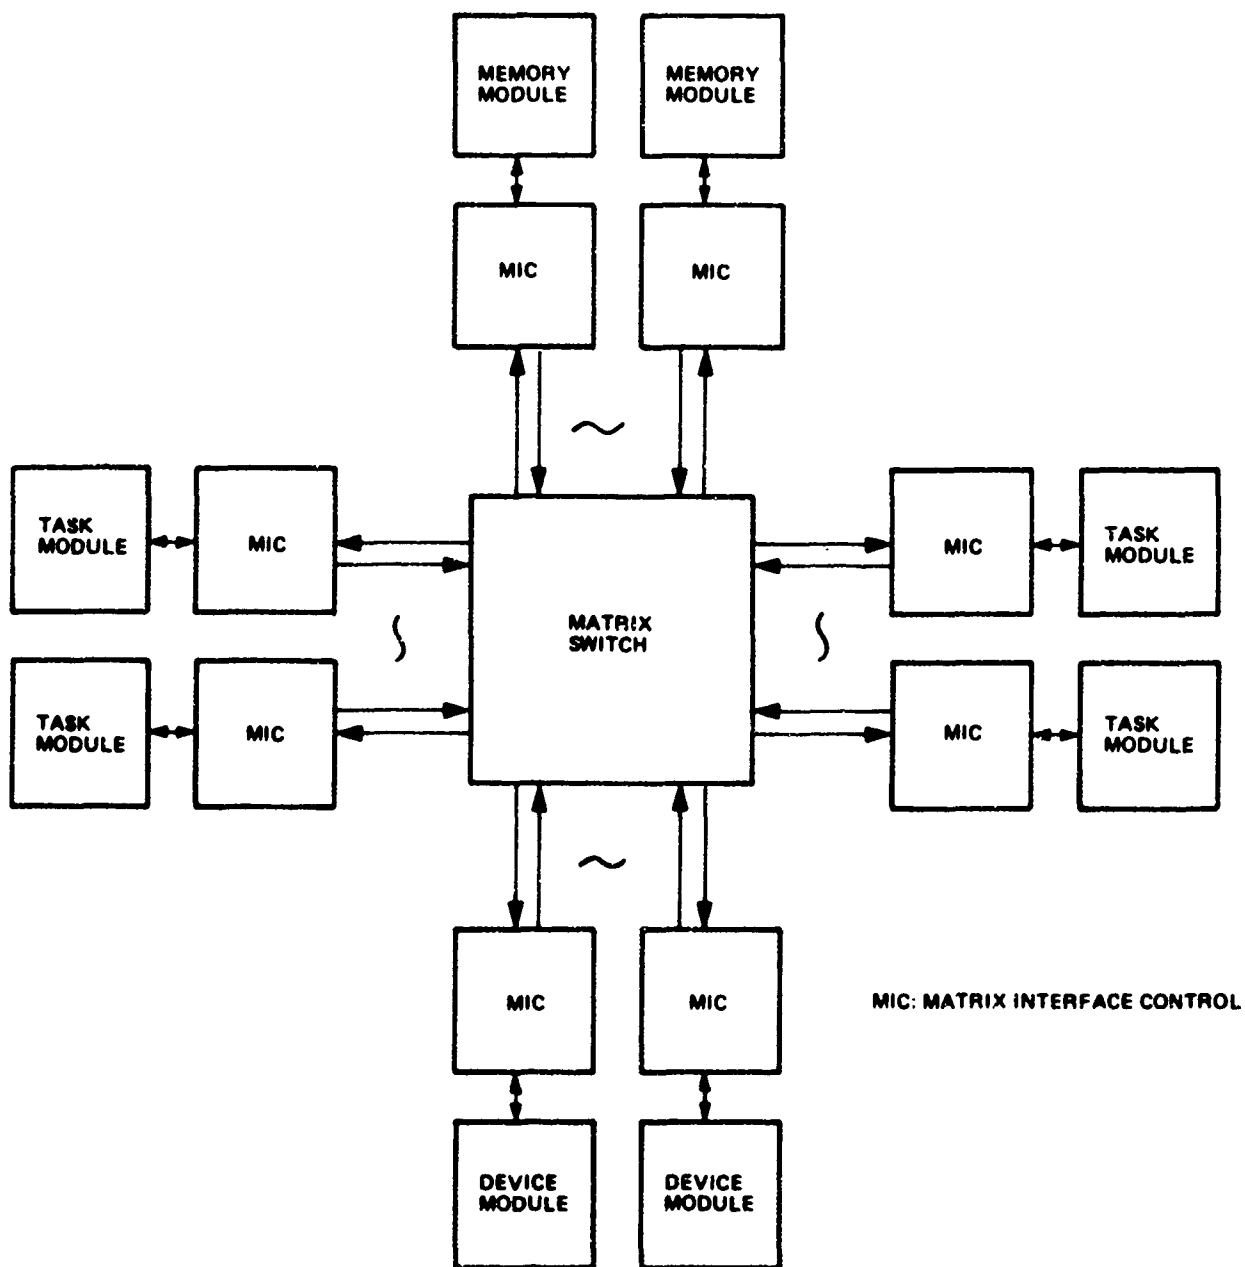 MEMORY
MODULE
MEMORY
MODULE
MIC
MIC
TASK
MODULE
MIC
MIC
TASK
MODULE
MATRIX
SWITCH
TASK
MODULE
MIC
MIC
TASK
MODULE
MIC
MIC
MIC: MATRIX INTERFACE CONTROL
DEVICE
MODULE
DEVICE
MODULE